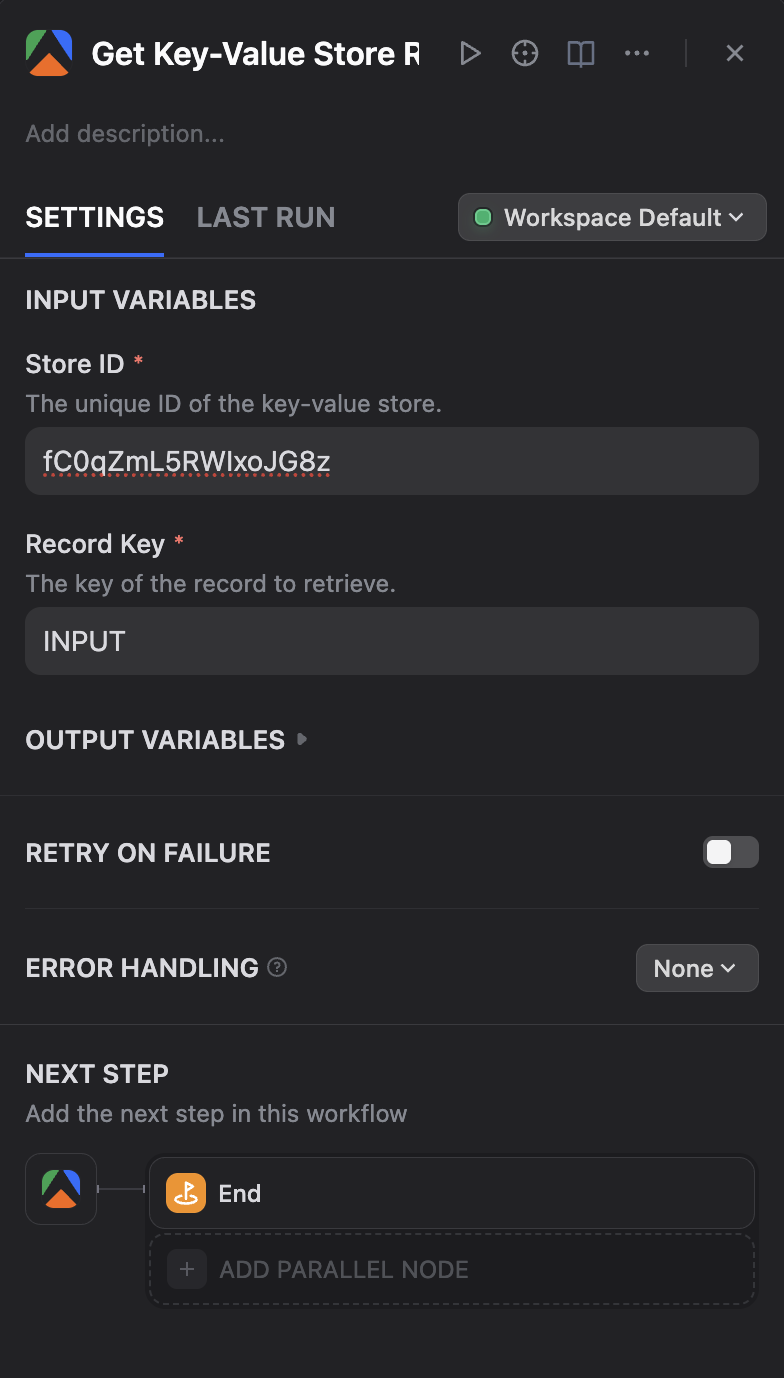 Get Key-Value Store R
Add description...
SETTINGS
LAST RUN
Workspace Default
INPUT VARIABLES
Store ID *
The unique ID of the key-value store.
fC0qZmL5RWIxoJG8z
Record Key *
The key of the record to retrieve.
INPUT
OUTPUT VARIABLES
RETRY ON FAILURE
ERROR HANDLING ?
None
NEXT STEP
Add the next step in this workflow
End
+ ADD PARALLEL NODE